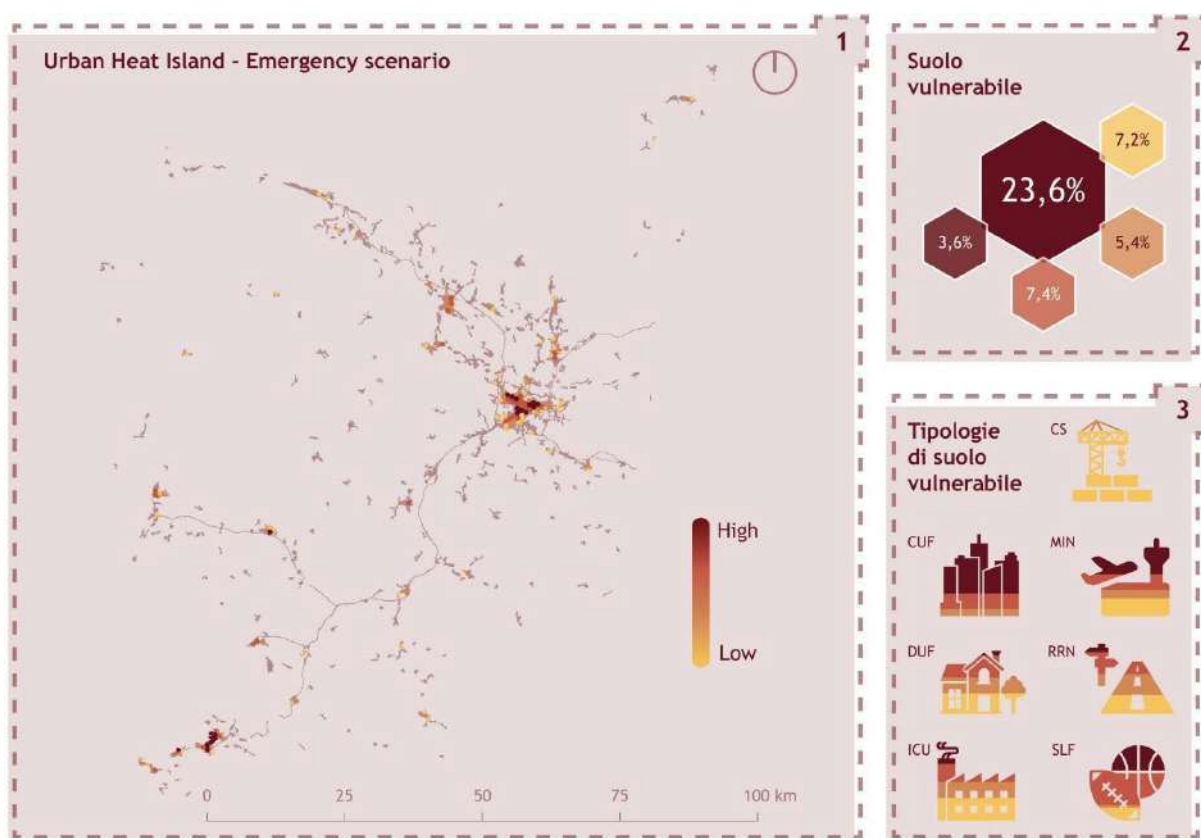 1
Urban Heat Island - Emergency scenario
High
Low
0 25 50 75 100 km
2
Suolo
vulnerabile
7,2%
23,6%
3,6%
5,4%
7,4%
3
Tipologie
di suolo
vulnerabile
CS
CUF
MIN
DUF
RRN
ICU
SLF